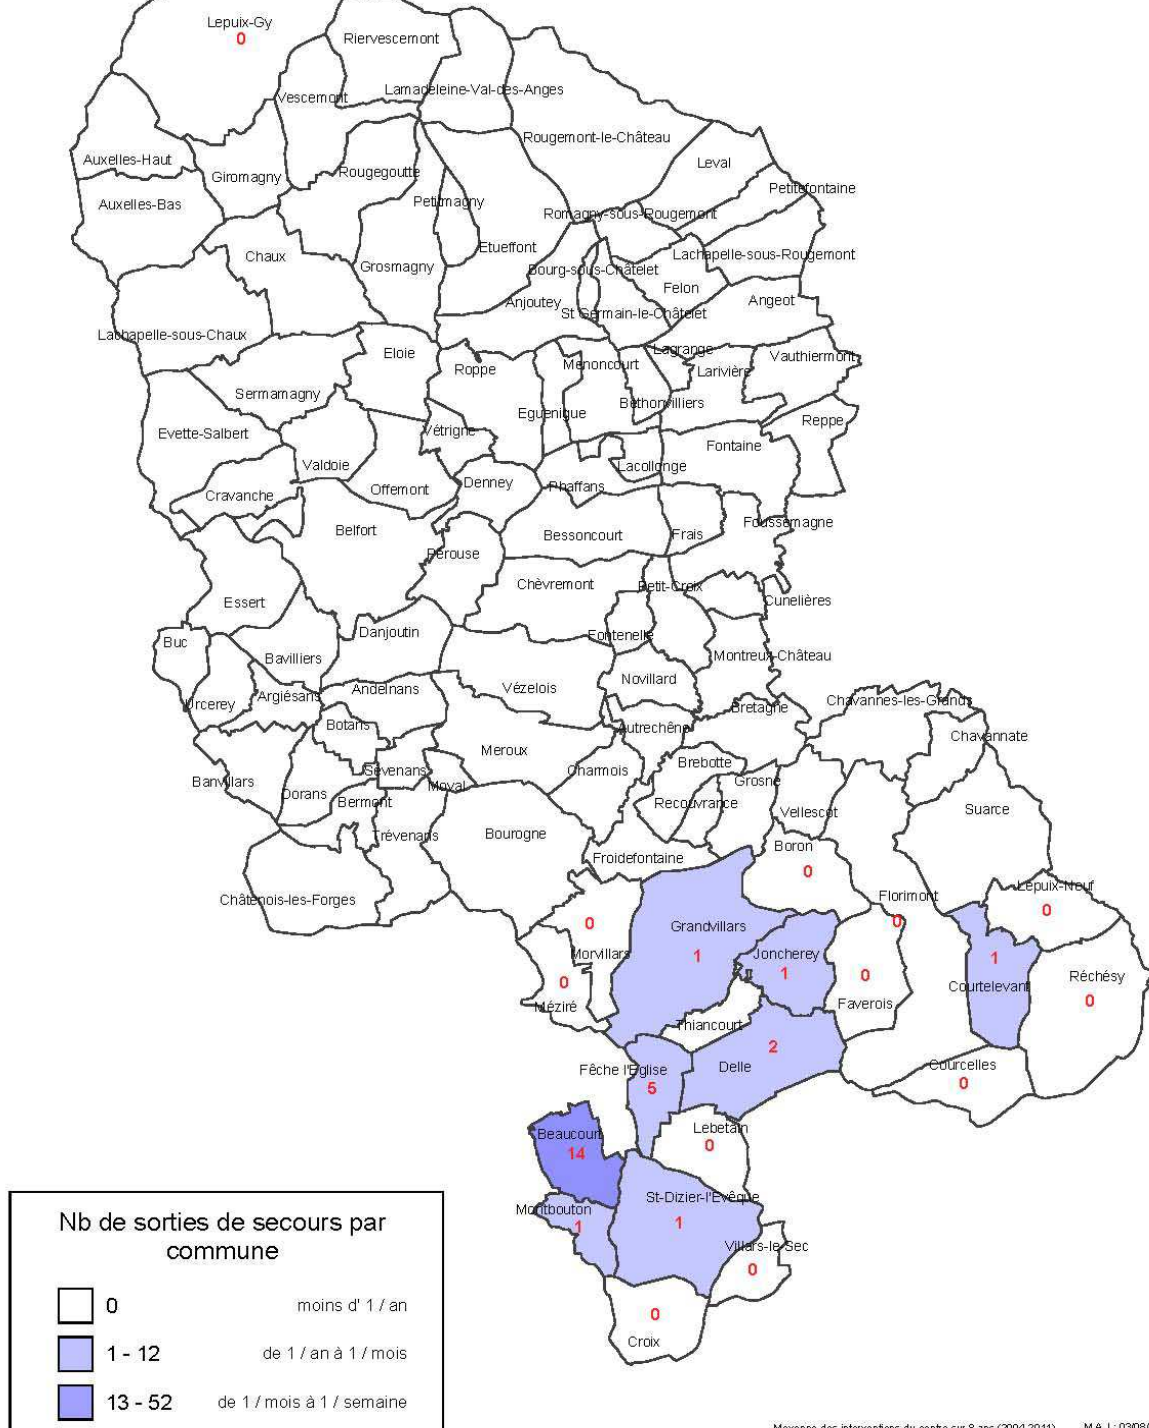 Lepuix-Gy
0
Riervescemont
Lamadeleine-Val-des-Anges
Vescemont
Rougemont-le-Château
Auxelles-Haut
Leval
Giromagny
Rougegoutte
Petitefontaine
Auxelles-Bas
Petitmagny
Romagny-sous-Rougemont
Etueffont
Chaux
Grosmagny
Lachapelle-sous-Rougemont
Bourg-sous-Châtelet
Felon
Anjoutey
Angeot
St Germain-le-Châtelet
Lachapelle-sous-Chaux
Eloie
Lagrange
Vauthiermont
Roppe
Menoncourt
Larivière
Sermamagny
Eguenigue
Bethonvilliers
Evette-Salbert
Vétrigne
Reppe
Fontaine
Valdoie
Lacollonge
Cravanche
Offemont
Denney
Phaffans
Belfort
Bessoncourt
Frais
Foussemagne
Pérouse
Chèvremont
Petit-Croix
Essert
Cunelières
Buc
Danjoutin
Fontenelle
Bavilliers
Montreux-Château
Urcerey
Argiésans
Andelnans
Vézelois
Novillard
Botans
Autrechêne
Bretagne
Chavannes-les-Grands
Chavannate
Meroux
Banvillars
Sévenans
Charmois
Brebotte
Dorans
Moval
Grosne
Bermont
Recouvrance
Vellescot
Suarce
Trévenans
Bourogne
Boron
0
Froidefontaine
Châtenois-les-Forges
Florimont
0
Lepuix-Neuf
0
0
Morvillars
Grandvillars
1
Joncherey
1
0
Faverois
1
Courtelevant
Réchésy
0
0
Méziré
Thiancourt
2
Delle
Fêche l'Eglise
5
Courcelles
0
Beaucourt
14
Lebetain
0
Montbouton
1
St-Dizier-l'Evêque
1
Villars-le-Sec
0
0
Croix
Nb de sorties de secours par
commune
0 moins d' 1 / an
1 - 12 de 1 / an à 1 / mois
13 - 52 de 1 / mois à 1 / semaine